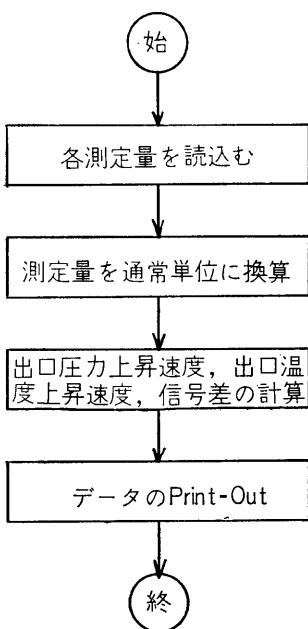 始
各測定量を読込む
測定量を通常単位に換算
出口圧力上昇速度，出口温
度上昇速度，信号差の計算
データのPrint-Out
終